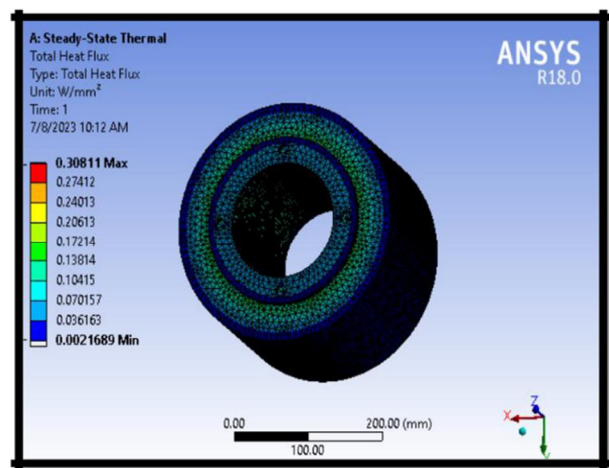 A: Steady-State Thermal
Total Heat Flux
Type: Total Heat Flux
Unit: W/mm²
Time: 1
7/8/2023 10:12 AM
ANSYS
R18.0
0.30811 Max
0.27412
0.24013
0.20613
0.17214
0.13814
0.10415
0.070157
0.036163
0.0021689 Min
0.00
200.00 (mm)
100.00
Z
X
Y